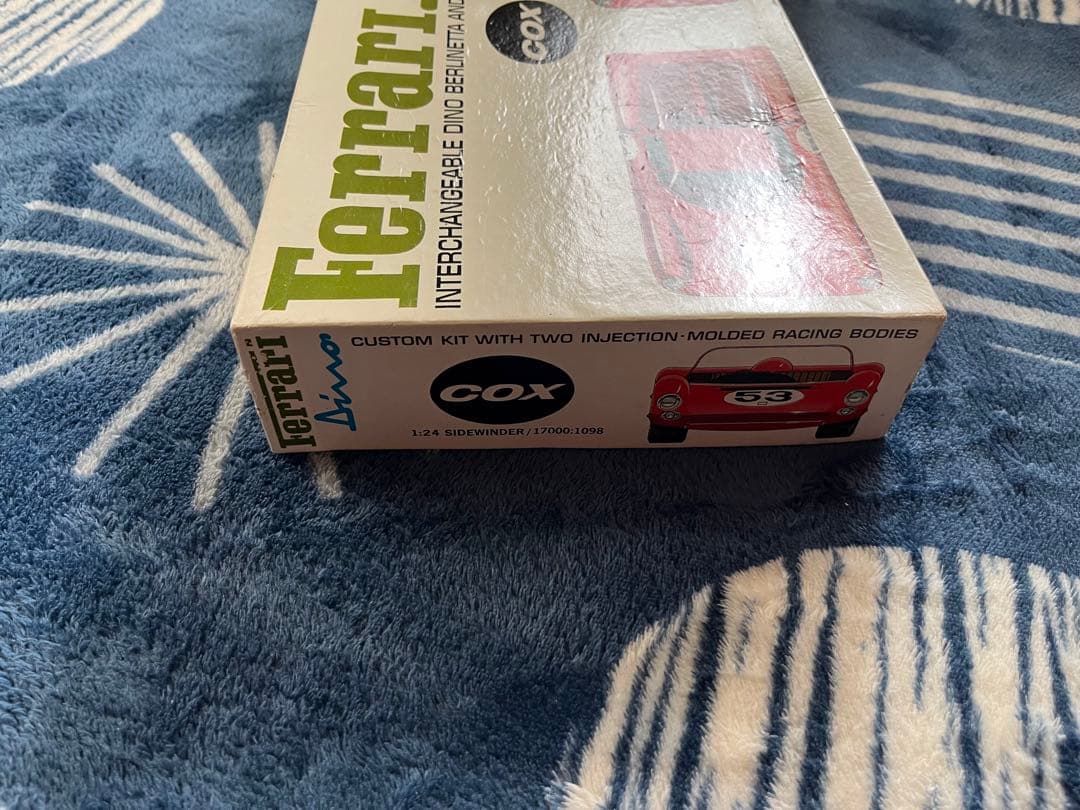 Ferrari
INTERCHANGEABLE DINO BERLINETTA AND
COX
Ferrari
Dino
CUSTOM KIT WITH TWO INJECTION-MOLDED RACING BODIES
COX
1:24 SIDEWINDER/17000:1098
53